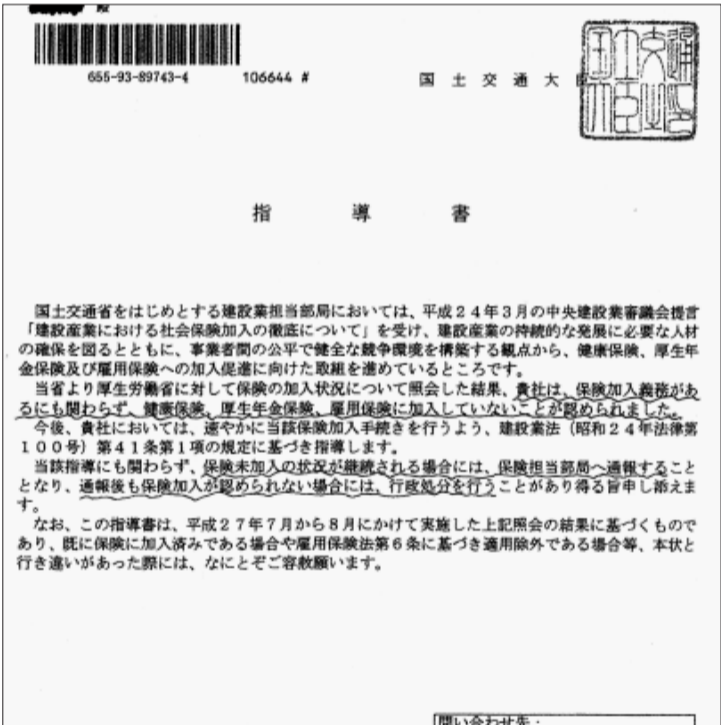 殿
655-93-89743-4 106644 #
国土交通大臣
指導書
国土交通省をはじめとする建設業担当部局においては、平成24年3月の中央建設業審議会提言
「建設産業における社会保険加入の徹底について」を受け、建設産業の持続的な発展に必要な人材
の確保を図るとともに、事業者間の公平で健全な競争環境を構築する観点から、健康保険、厚生年
金保険及び雇用保険への加入促進に向けた取組を進めているところです。
当省より厚生労働省に対して保険の加入状況について照会した結果、貴社は、保険加入義務があ
るにも関わらず、健康保険、厚生年金保険、雇用保険に加入していないことが認められました。
今後、貴社においては、速やかに当該保険加入手続きを行うよう、建設業法（昭和24年法律第
100号）第41条第1項の規定に基づき指導します。
当該指導にも関わらず、保険未加入の状況が継続される場合には、保険担当部局へ通報すること
となり、通報後も保険加入が認められない場合には、行政処分を行うことがあり得る旨申し添えま
す。
なお、この指導書は、平成27年7月から8月にかけて実施した上記照会の結果に基づくもので
あり、既に保険に加入済みである場合や雇用保険法第6条に基づき適用除外である場合等、本状と
行き違いがあった際には、なにとぞご容赦願います。
問い合わせ先：